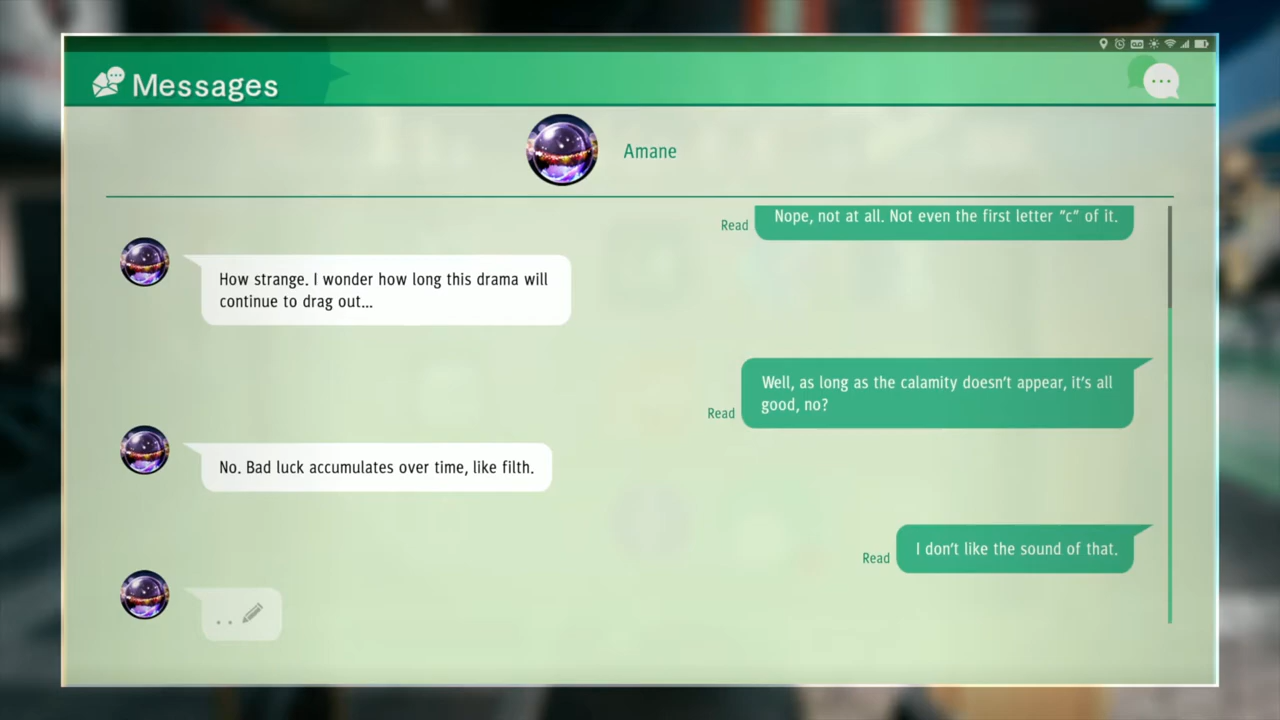 Messages
Amane
Nope, not at all. Not even the first letter "c" of it.
Read
How strange. I wonder how long this drama will
continue to drag out...
Well, as long as the calamity doesn't appear, it's all
good, no?
Read
No. Bad luck accumulates over time, like filth.
I don't like the sound of that.
Read